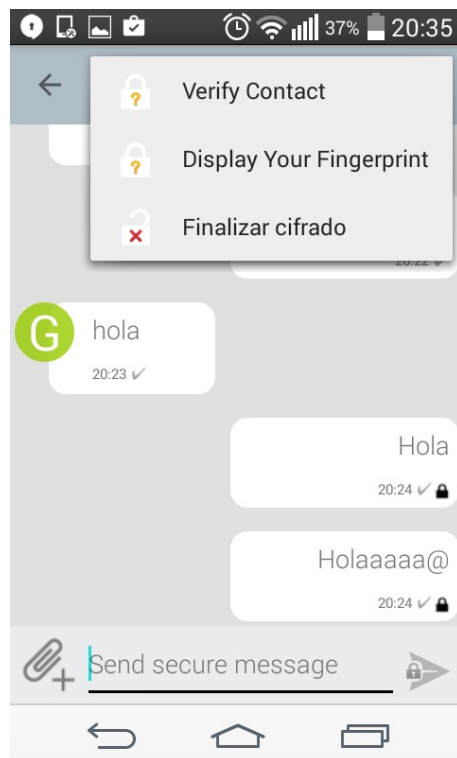 37% 20:35
Verify Contact
Display Your Fingerprint
Finalizar cifrado
G
hola
20:23
Hola
20:24
Holaaaaa@
20:24
Send secure message